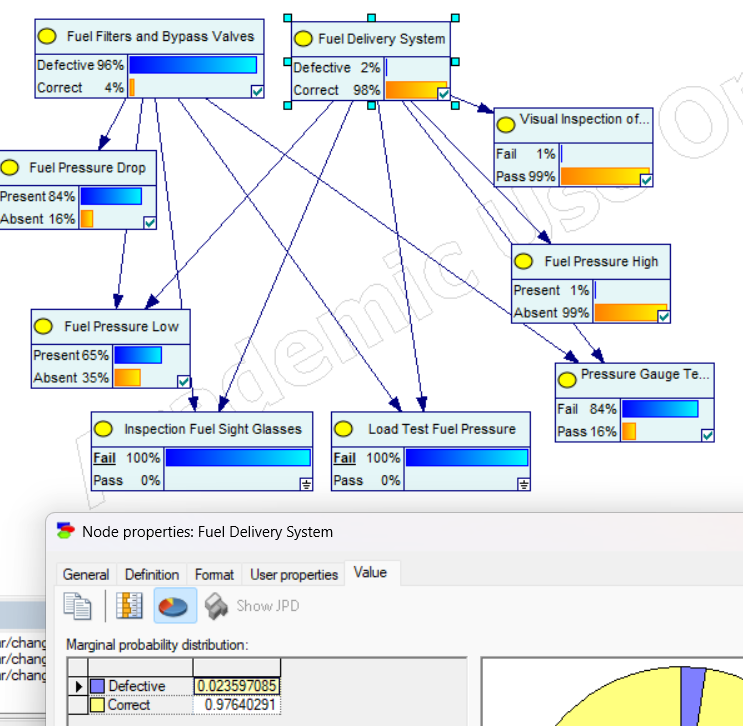 Fuel Filters and Bypass Valves
Defective 96%
Correct 4%
Fuel Delivery System
Defective 2%
Correct 98%
Visual Inspection of...
Fail 1%
Pass 99%
Fuel Pressure Drop
Present 84%
Absent 16%
Fuel Pressure High
Present 1%
Absent 99%
Fuel Pressure Low
Present 65%
Absent 35%
Pressure Gauge Te...
Fail 84%
Pass 16%
Inspection Fuel Sight Glasses
Fail 100%
Pass 0%
Load Test Fuel Pressure
Fail 100%
Pass 0%
Node properties: Fuel Delivery System
General Definition Format User properties Value
Show JPD
Marginal probability distribution:
Defective 0.023597085
Correct 0.97640291
r/chang
r/chang
r/chang